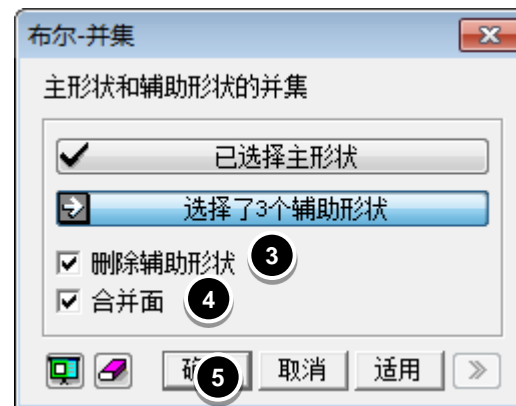 布尔-并集
主形状和辅助形状的并集
已选择主形状
选择了3个辅助形状
删除辅助形状 3
合并面 4
5 取消 适用